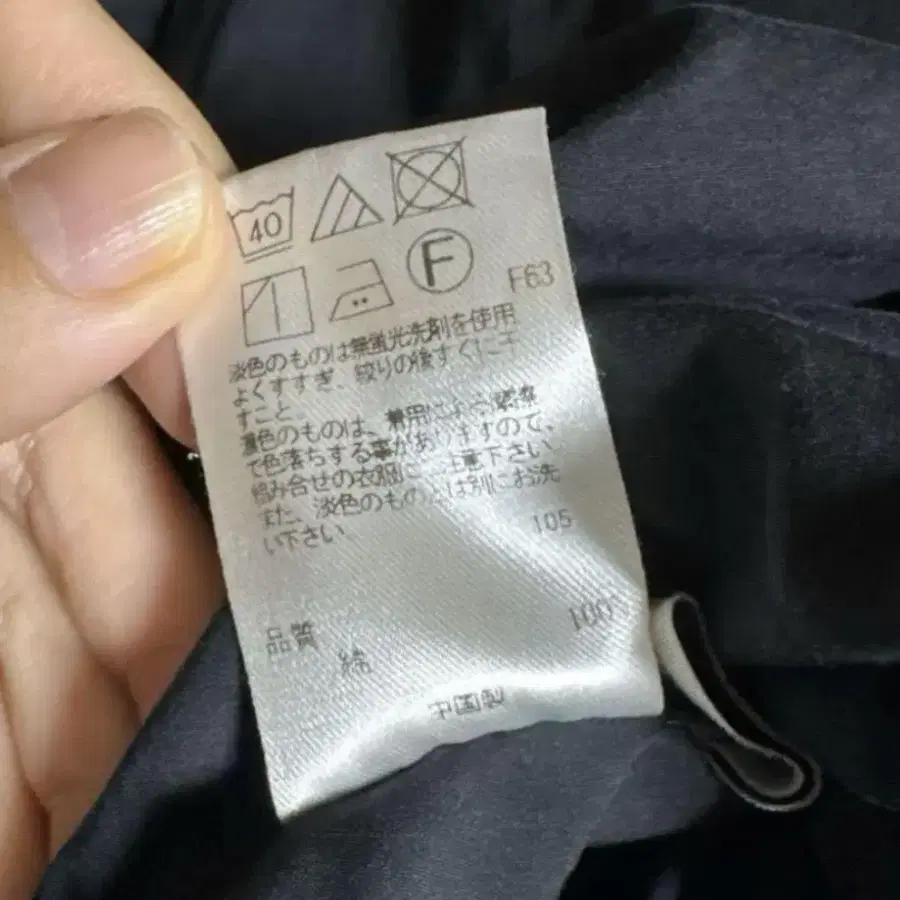 40
F
F63
淡色のものは無蛍光洗剤を使用
よくすすぎ、絞りの後すぐに干
すこと。
濃色のものは、着用による摩擦
で色落ちする事がありますので
組み合せの衣服にご注意下さい
また、淡色のものとは別にお洗
い下さい
105
品質
綿
100
中国製